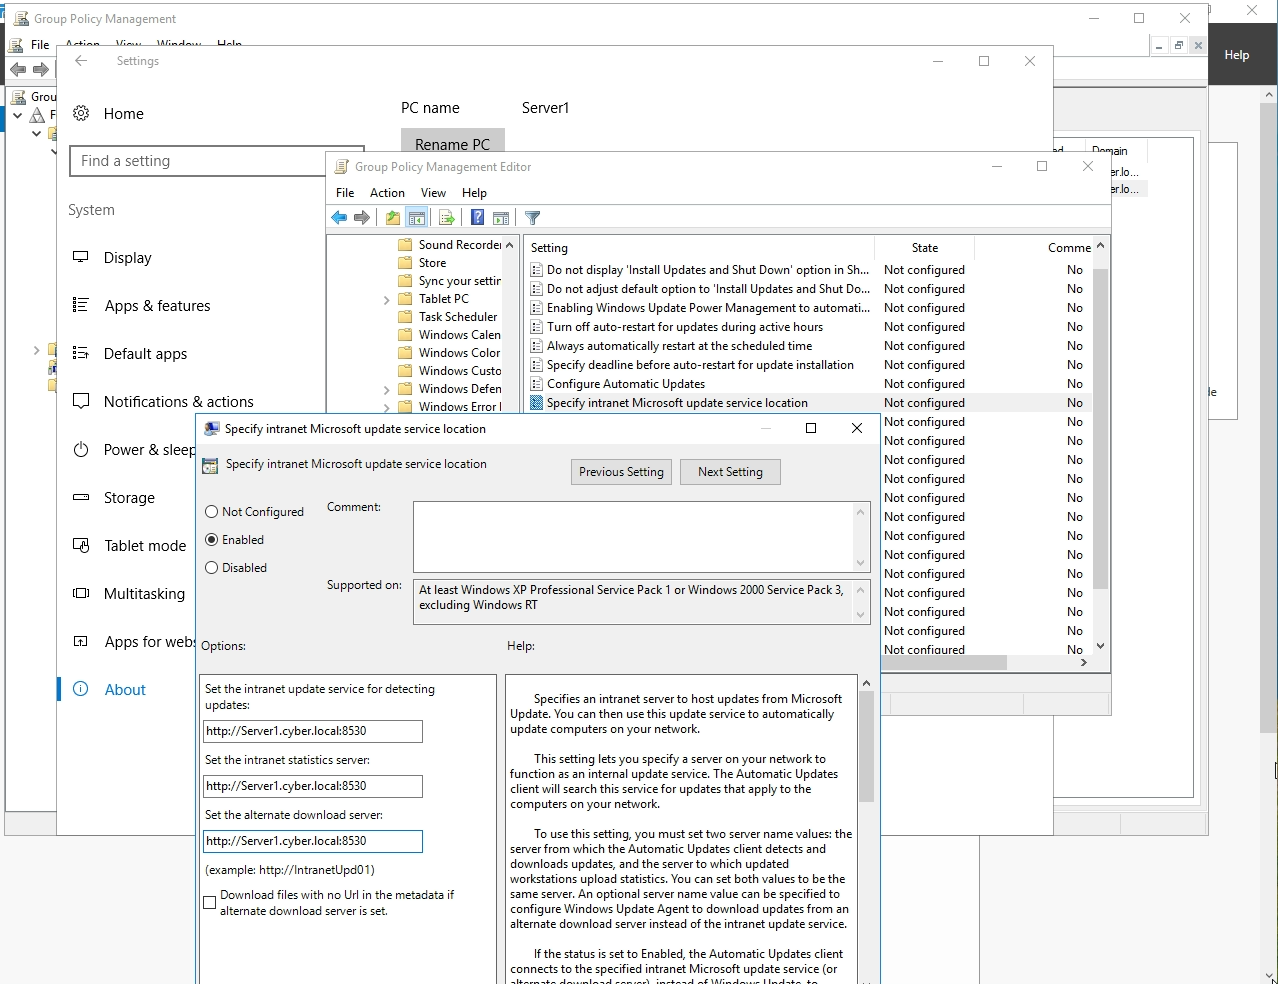 Group Policy Management
File Action View Window Help
Help
Settings
Home
PC name Server1
Rename PC
Find a setting
System
Display
Apps & features
Default apps
Notifications & actions
Power & sleep
Storage
Tablet mode
Multitasking
Apps for webs
About
Domain
Group Policy Management Editor
File Action View Help
Sound Recorder
Store
Sync your settin
Tablet PC
Task Scheduler
Windows Calen
Windows Color
Windows Custo
Windows Defen
Windows Error
Setting State Comme
Do not display 'Install Updates and Shut Down' option in Sh... Not configured No
Do not adjust default option to 'Install Updates and Shut Do... Not configured No
Enabling Windows Update Power Management to automati... Not configured No
Turn off auto-restart for updates during active hours Not configured No
Always automatically restart at the scheduled time Not configured No
Specify deadline before auto-restart for update installation Not configured No
Configure Automatic Updates Not configured No
Specify intranet Microsoft update service location Not configured No
Not configured No
Not configured No
Not configured No
Not configured No
Not configured No
Not configured No
Not configured No
Not configured No
Not configured No
Not configured No
Not configured No
Not configured No
Not configured No
Specify intranet Microsoft update service location
Specify intranet Microsoft update service location
Previous Setting Next Setting
Not Configured
Enabled
Disabled
Comment:
Supported on:
At least Windows XP Professional Service Pack 1 or Windows 2000 Service Pack 3,
excluding Windows RT
Options:
Help:
Set the intranet update service for detecting
updates:
http://Server1.cyber.local:8530
Set the intranet statistics server:
http://Server1.cyber.local:8530
Set the alternate download server:
http://Server1.cyber.local:8530
(example: http://IntranetUpd01)
Download files with no Url in the metadata if
alternate download server is set.
Specifies an intranet server to host updates from Microsoft
Update. You can then use this update service to automatically
update computers on your network.
This setting lets you specify a server on your network to
function as an internal update service. The Automatic Updates
client will search this service for updates that apply to the
computers on your network.
To use this setting, you must set two server name values: the
server from which the Automatic Updates client detects and
downloads updates, and the server to which updated
workstations upload statistics. You can set both values to be the
same server. An optional server name value can be specified to
configure Windows Update Agent to download updates from an
alternate download server instead of the intranet update service.
If the status is set to Enabled, the Automatic Updates client
connects to the specified intranet Microsoft update service (or
alternate download server), instead of Windows Update, to